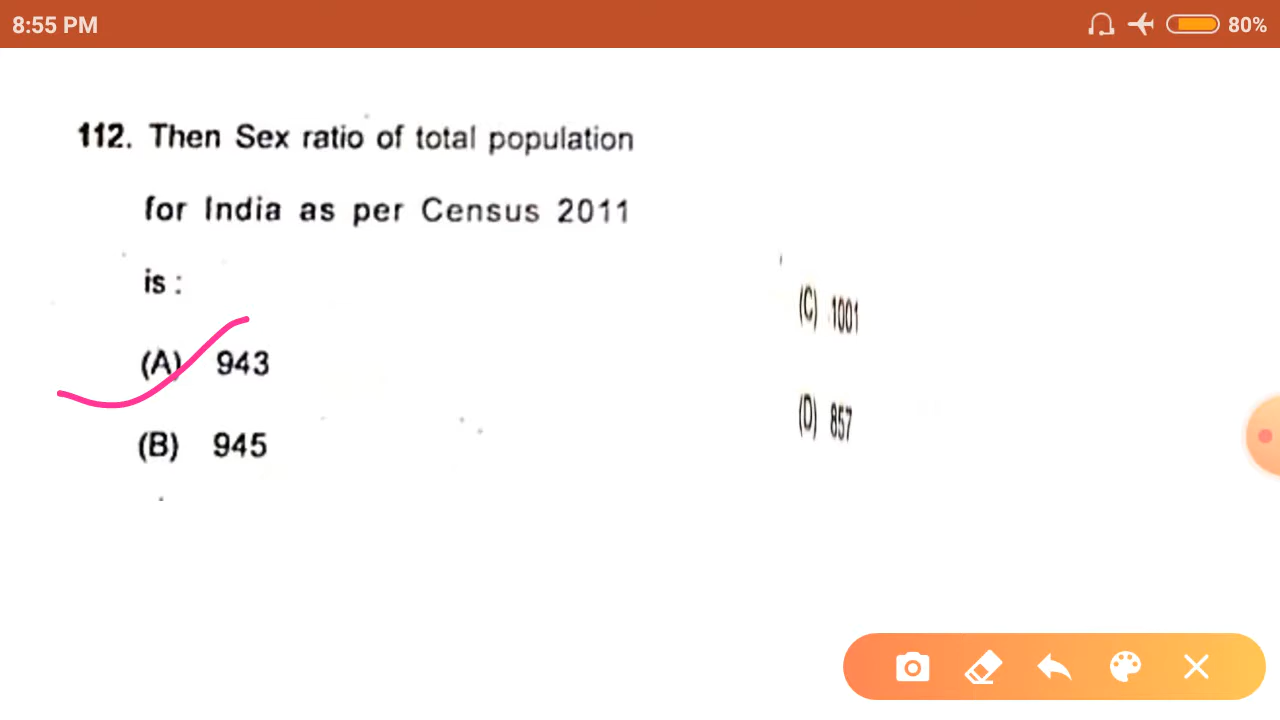 8:55 PM
80%
112. Then Sex ratio of total population
for India as per Census 2011
is :
(A) 943
(B) 945
(C) 1001
(D) 857